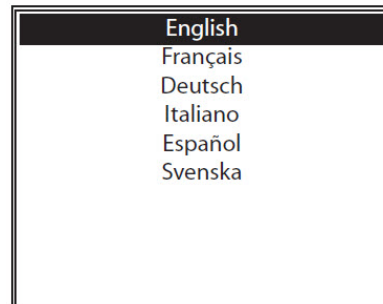 English
Français
Deutsch
Italiano
Español
Svenska